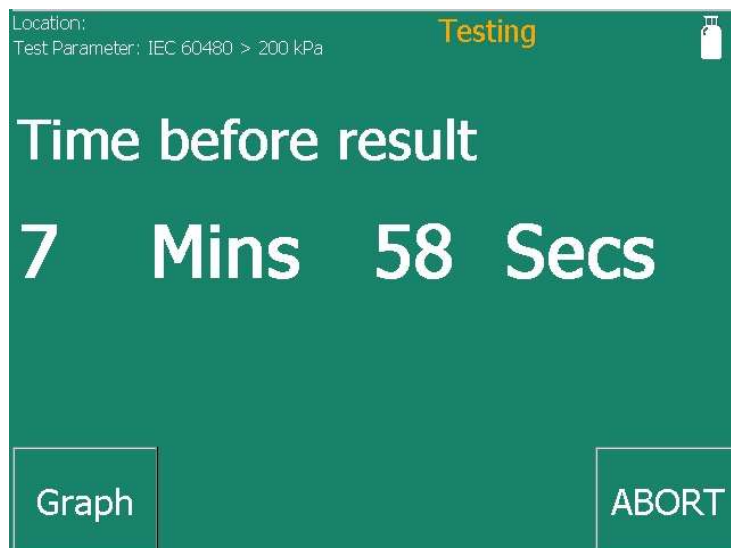 Location:
Testing
Test Parameter: IEC 60480 > 200 kPa
Time before result
7 Mins 58 Secs
Graph
ABORT